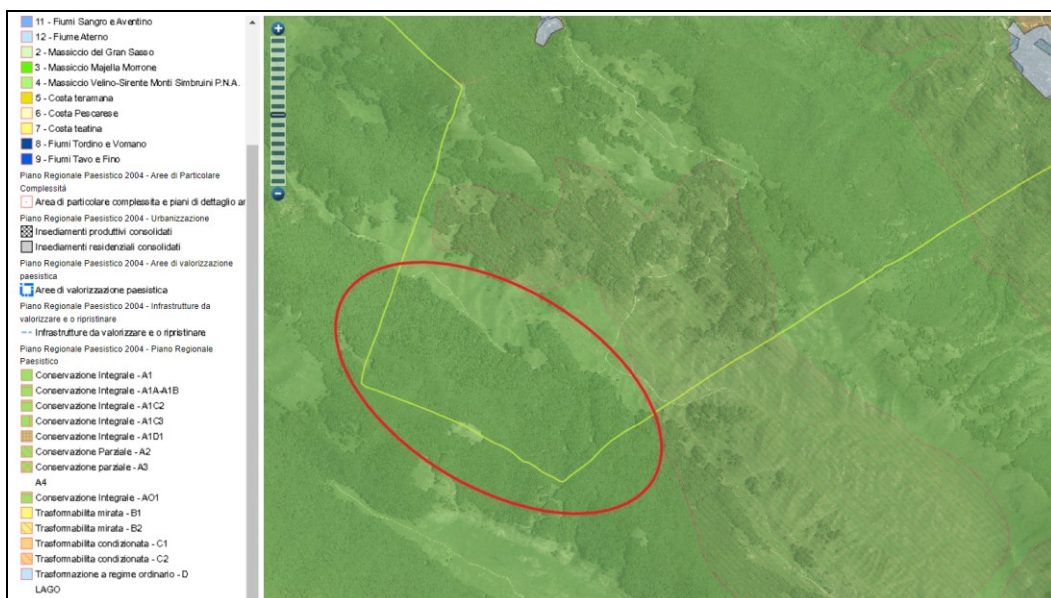 11 - Fiumi Sangro e Aventino
12 - Fiume Aterno
2 - Massiccio del Gran Sasso
3 - Massiccio Majella Morrone
4 - Massiccio Velino-Sirente Monti Simbruini P.N.A.
5 - Costa teramana
6 - Costa Pescarese
7 - Costa teatina
8 - Fiumi Tordino e Vomano
9 - Fiumi Tavo e Fino
Piano Regionale Paesistico 2004 - Aree di Particolare
Complessità
Area di particolare complessita e piani di dettaglio ar
Piano Regionale Paesistico 2004 - Urbanizzazione
Insediamenti produttivi consolidati
Insediamenti residenziali consolidati
Piano Regionale Paesistico 2004 - Aree di valorizzazione
paesistica
Aree di valorizzazione paesistica
Piano Regionale Paesistico 2004 - Infrastrutture da
valorizzare e o ripristinare
Infrastrutture da valorizzare e o ripristinare
Piano Regionale Paesistico 2004 - Piano Regionale
Paesistico
Conservazione Integrale - A1
Conservazione Integrale - A1A-A1B
Conservazione Integrale - A1C2
Conservazione Integrale - A1C3
Conservazione Integrale - A1D1
Conservazione Parziale - A2
Conservazione parziale - A3
A4
Conservazione Integrale - AO1
Trasformabilita mirata - B1
Trasformabilita mirata - B2
Trasformabilita condizionata - C1
Trasformabilita condizionata - C2
Trasformazione a regime ordinario - D
LAGO